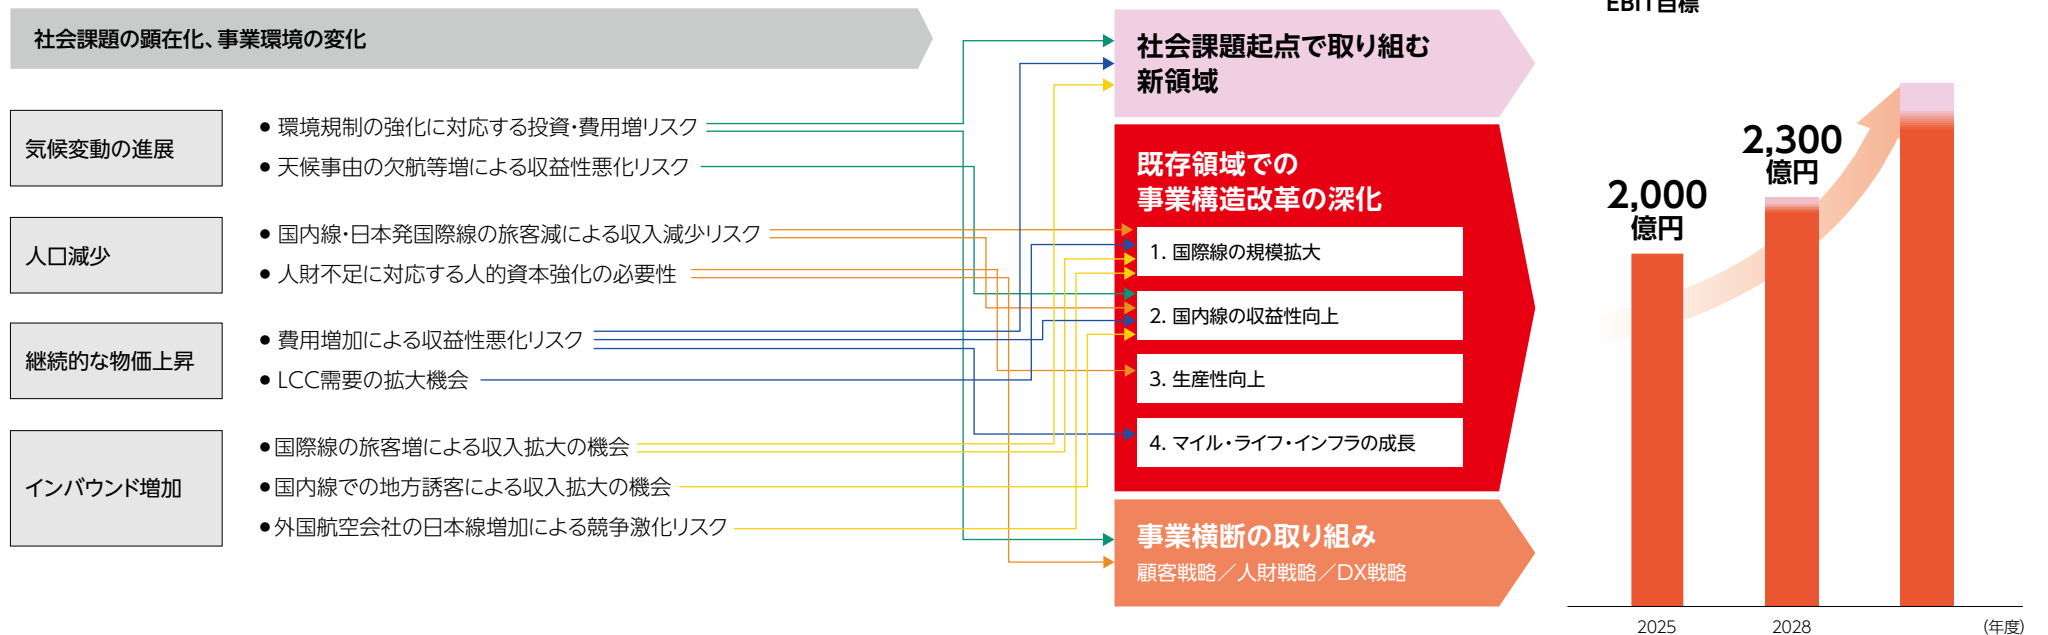 社会課題の顕在化、事業環境の変化
気候変動の進展
● 環境規制の強化に対応する投資・費用増リスク
● 天候事由の欠航等増による収益性悪化リスク
人口減少
● 国内線・日本発国際線の旅客減による収入減少リスク
● 人財不足に対応する人的資本強化の必要性
継続的な物価上昇
● 費用増加による収益性悪化リスク
● LCC需要の拡大機会
インバウンド増加
● 国際線の旅客増による収入拡大の機会
● 国内線での地方誘客による収入拡大の機会
● 外国航空会社の日本線増加による競争激化リスク
社会課題起点で取り組む
新領域
既存領域での
事業構造改革の深化
1. 国際線の規模拡大
2. 国内線の収益性向上
3. 生産性向上
4. マイル・ライフ・インフラの成長
事業横断の取り組み
顧客戦略／人財戦略／DX戦略
EBIT目標
2,000
億円
2,300
億円
2025
2028
(年度)